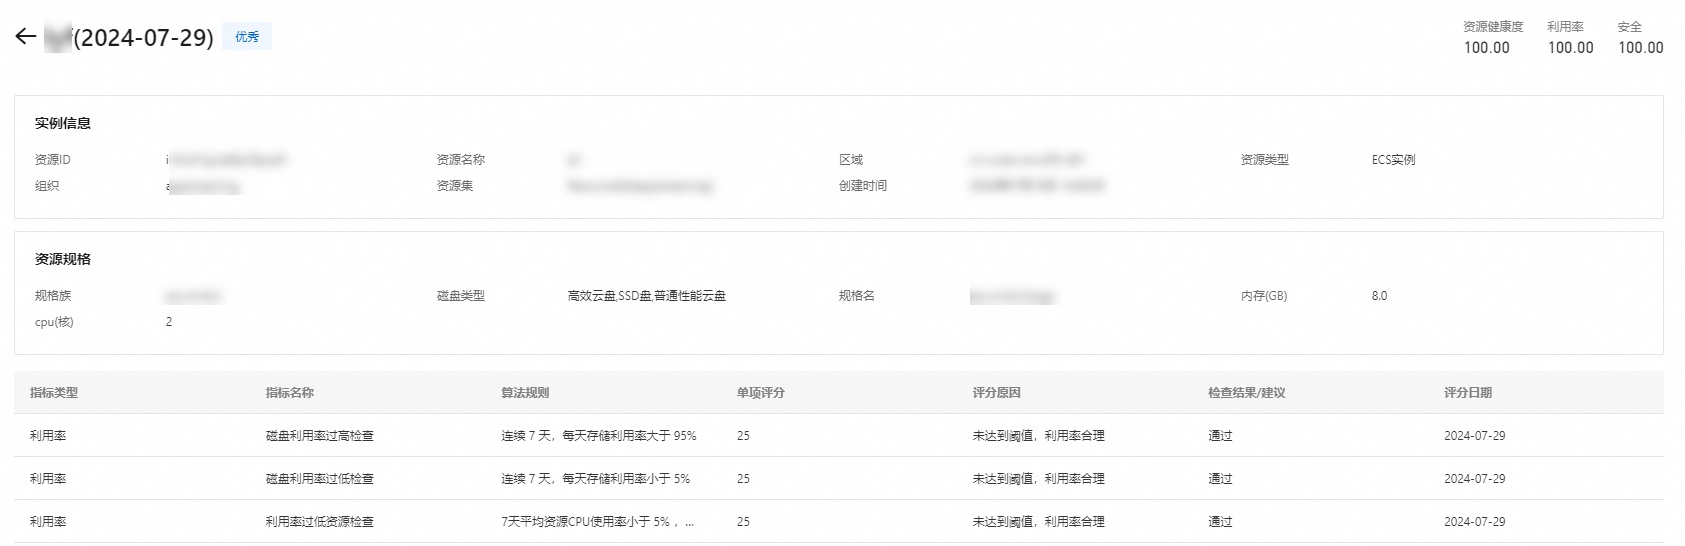 (2024-07-29) 优秀
资源健康度 利用率 安全
100.00 100.00 100.00
实例信息
资源ID i 资源名称 区域 资源类型 ECS实例
组织 a 资源集 创建时间
资源规格
规格族 磁盘类型 高效云盘,SSD盘,普通性能云盘 规格名 内存(GB) 8.0
cpu(核) 2
指标类型 指标名称 算法规则 单项评分 评分原因 检查结果/建议 评分日期
利用率 磁盘利用率过高检查 连续 7 天，每天存储利用率大于 95% 25 未达到阈值，利用率合理 通过 2024-07-29
利用率 磁盘利用率过低检查 连续 7 天，每天存储利用率小于 5% 25 未达到阈值，利用率合理 通过 2024-07-29
利用率 利用率过低资源检查 7天平均资源CPU使用率小于 5% ，... 25 未达到阈值，利用率合理 通过 2024-07-29